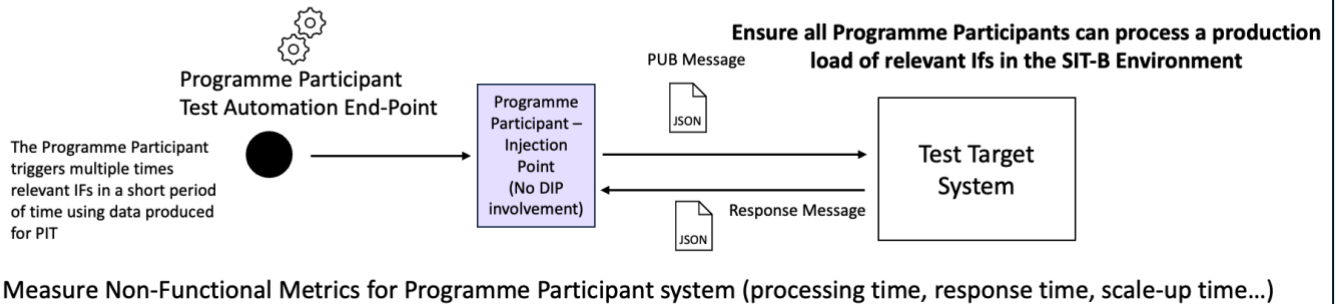 Ensure all Programme Participants can process a production
load of relevant Ifs in the SIT-B Environment
Programme Participant
Test Automation End-Point
The Programme Participant
triggers multiple times
relevant IFs in a short period
of time using data produced
for PIT
Programme
Participant –
Injection
Point
(No DIP
involvement)
PUB Message
JSON
Response Message
JSON
Test Target
System
Measure Non-Functional Metrics for Programme Participant system (processing time, response time, scale-up time…)